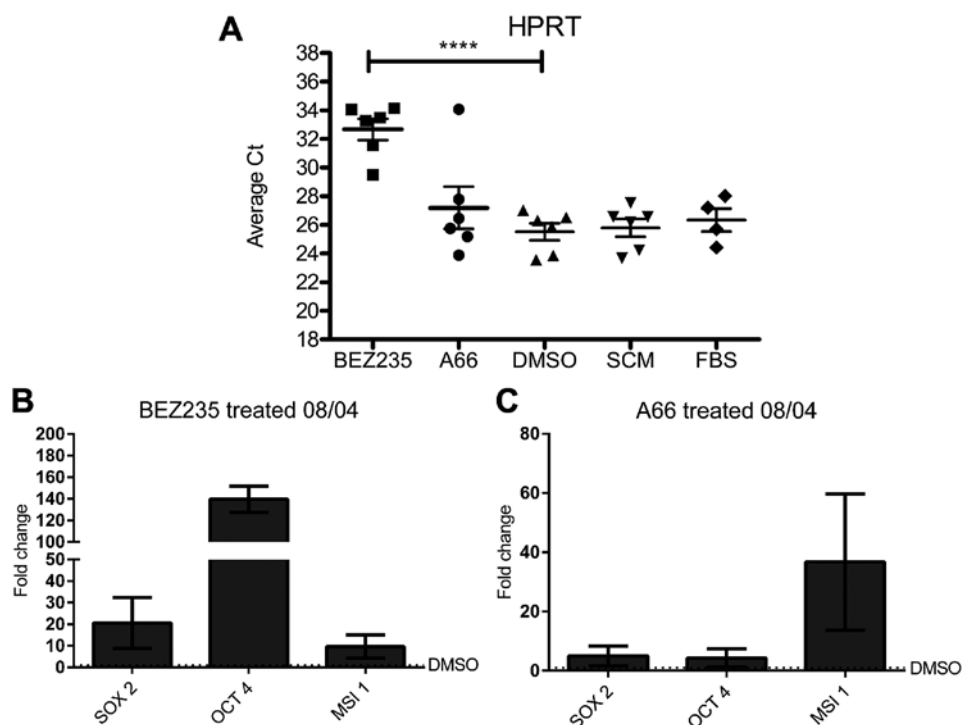 A
HPRT
****
38
36
34
32
30
28
26
24
22
20
18
Average Ct
BEZ235 A66 DMSO SCM FBS
B
BEZ235 treated 08/04
200
180
160
140
120
100
50
40
30
20
10
0
Fold change
DMSO
SOX 2 OCT 4 MSI 1
C
A66 treated 08/04
80
60
40
20
0
Fold change
DMSO
SOX 2 OCT 4 MSI 1